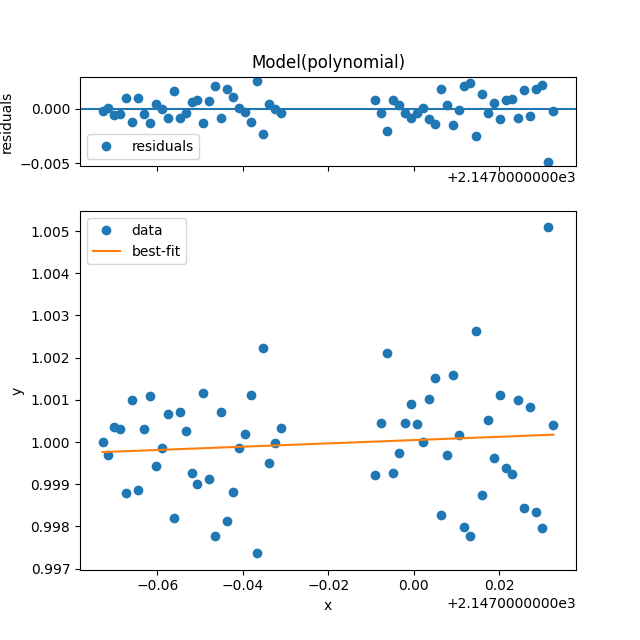 Model(polynomial)
residuals
0.000
−0.005
residuals
+2.1470000000e3
y
1.005
1.004
1.003
1.002
1.001
1.000
0.999
0.998
0.997
data
best-fit
−0.06 −0.04 −0.02 0.00 0.02
x
+2.1470000000e3